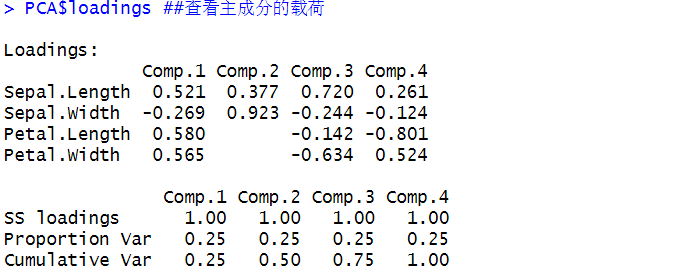 > PCA$loadings ##查看主成分的载荷
Loadings:
Comp.1 Comp.2 Comp.3 Comp.4
Sepal.Length 0.521 0.377 0.720 0.261
Sepal.Width -0.269 0.923 -0.244 -0.124
Petal.Length 0.580 -0.142 -0.801
Petal.Width 0.565 -0.634 0.524
Comp.1 Comp.2 Comp.3 Comp.4
SS loadings 1.00 1.00 1.00 1.00
Proportion Var 0.25 0.25 0.25 0.25
Cumulative Var 0.25 0.50 0.75 1.00